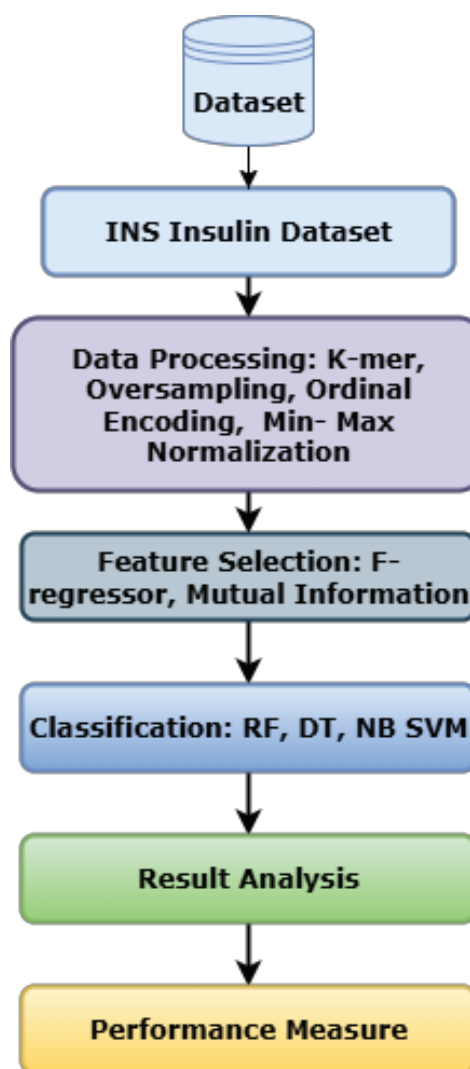 Dataset
INS Insulin Dataset
Data Processing: K-mer,
Oversampling, Ordinal
Encoding, Min- Max
Normalization
Feature Selection: F-
regressor, Mutual Information
Classification: RF, DT, NB SVM
Result Analysis
Performance Measure